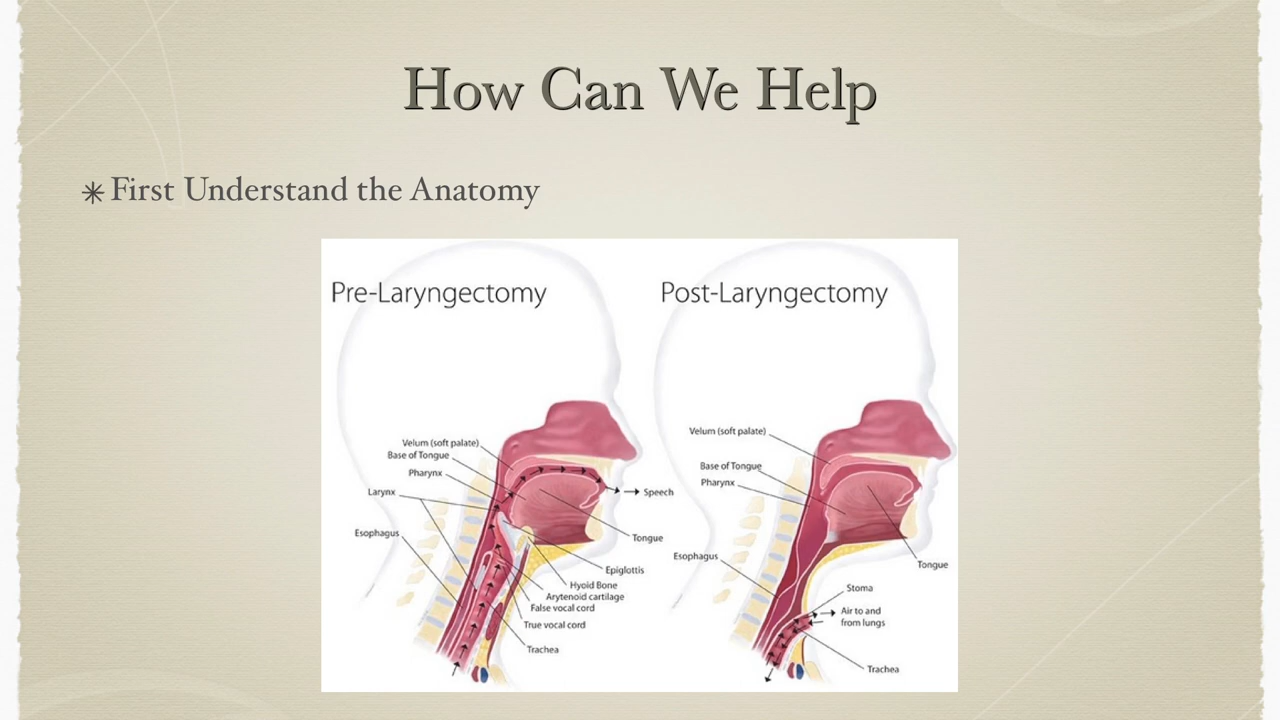 How Can We Help
✳ First Understand the Anatomy
Pre-Laryngectomy
Velum (soft palate)
Base of Tongue
Pharynx
Larynx
Esophagus
Speech
Tongue
Epiglottis
Hyoid Bone
Arytenoid cartilage
False vocal cord
True vocal cord
Trachea
Post-Laryngectomy
Velum (soft palate)
Base of Tongue
Pharynx
Esophagus
Tongue
Stoma
Air to and
from lungs
Trachea